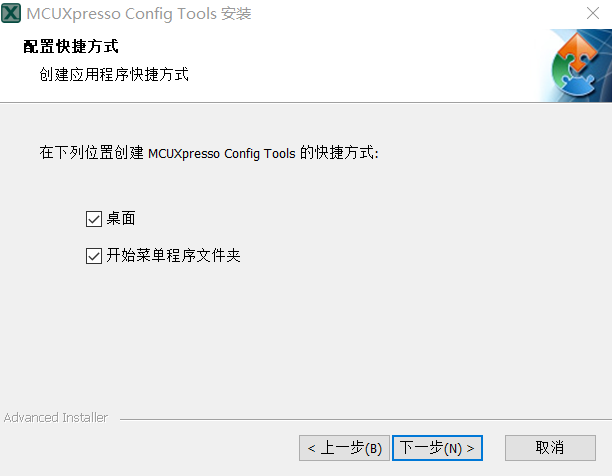 MCUXpresso Config Tools 安装
配置快捷方式
创建应用程序快捷方式
在下列位置创建 MCUXpresso Config Tools 的快捷方式:
桌面
开始菜单程序文件夹
Advanced Installer
< 上一步(B)
下一步(N) >
取消